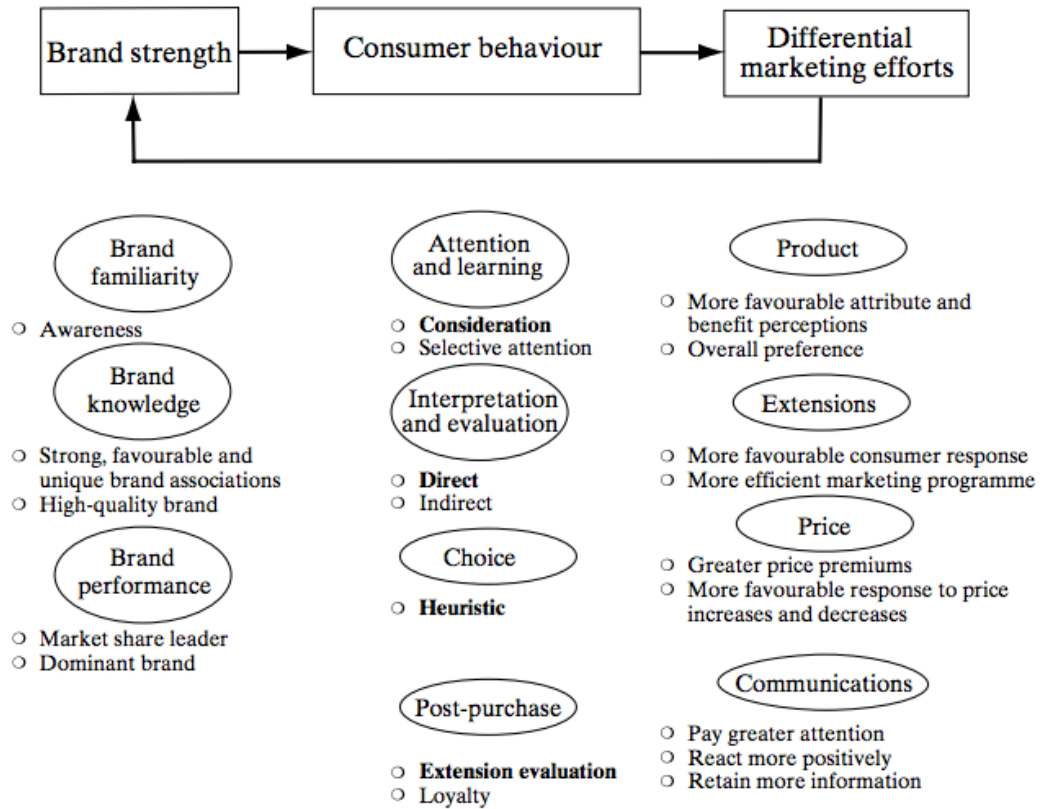 Brand strength
Consumer behaviour
Differential
marketing efforts
Brand
familiarity
❍ Awareness
Brand
knowledge
❍ Strong, favourable and
unique brand associations
❍ High-quality brand
Brand
performance
❍ Market share leader
❍ Dominant brand
Attention
and learning
❍ Consideration
❍ Selective attention
Interpretation
and evaluation
❍ Direct
❍ Indirect
Choice
❍ Heuristic
Post-purchase
❍ Extension evaluation
❍ Loyalty
Product
❍ More favourable attribute and
benefit perceptions
❍ Overall preference
Extensions
❍ More favourable consumer response
❍ More efficient marketing programme
Price
❍ Greater price premiums
❍ More favourable response to price
increases and decreases
Communications
❍ Pay greater attention
❍ React more positively
❍ Retain more information